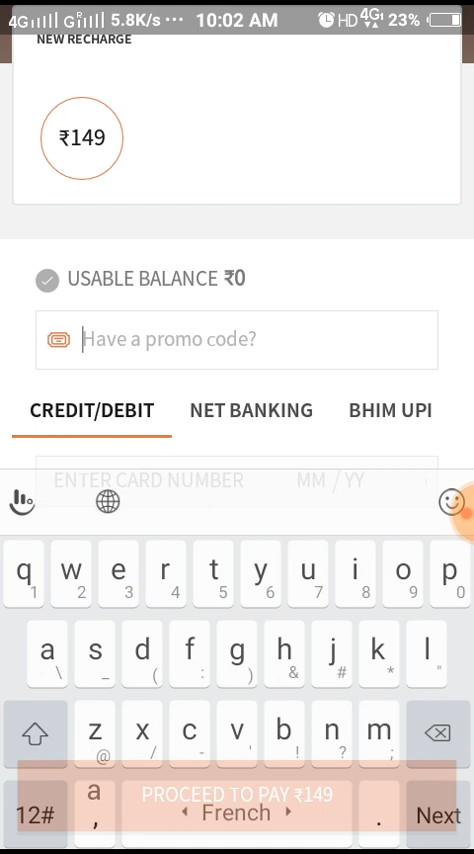 4G G R 5.8K/s ··· 10:02 AM HD 4G 23%
NEW RECHARGE
₹149
USABLE BALANCE ₹0
Have a promo code?
CREDIT/DEBIT NET BANKING BHIM UPI
ENTER CARD NUMBER MM / YY
q w e r t y u i o p
1 2 3 4 5 6 7 8 9 0
a s d f g h j k l
\ _ ( : ) & # * "
z x c v b n m
@ / - ' ! ? ;
PROCEED TO PAY ₹149
12# a , French . Next